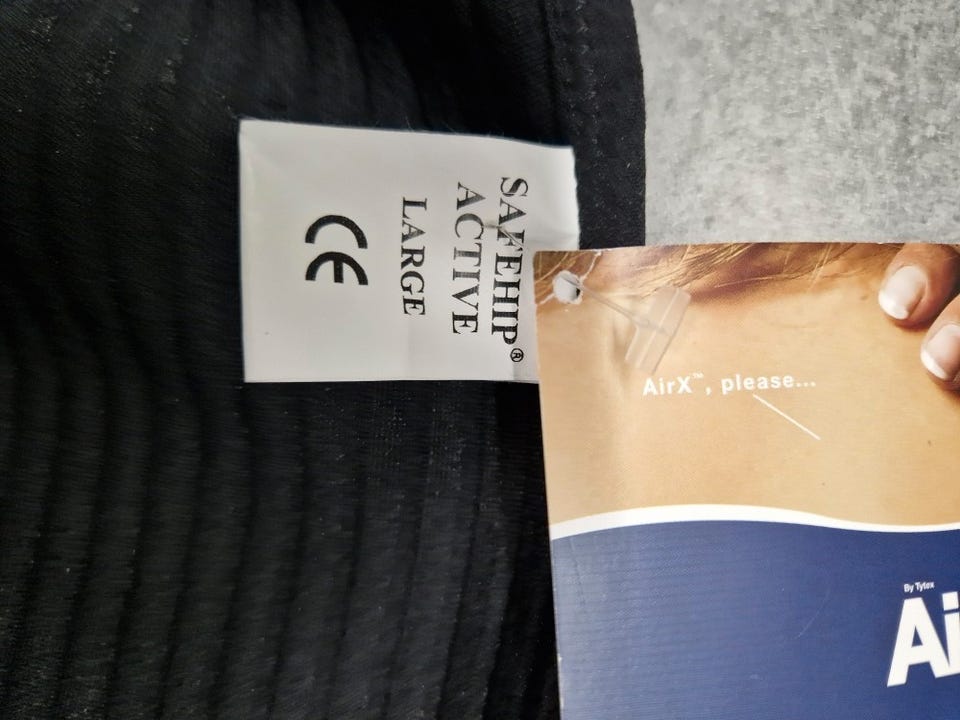 SAFEHIP®
ACTIVE
LARGE
CE
AirX™, please...
By Tytex
Ai